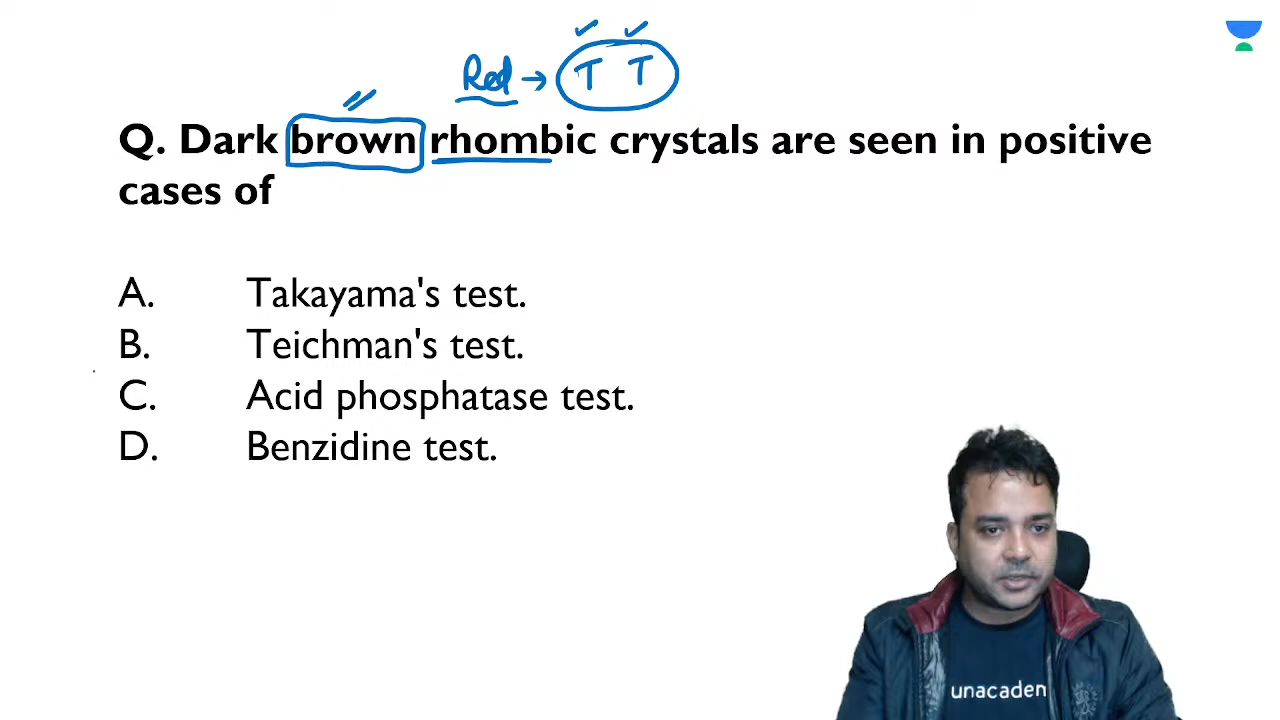 Red → T T
Q. Dark brown rhombic crystals are seen in positive
cases of
A. Takayama's test.
B. Teichman's test.
C. Acid phosphatase test.
D. Benzidine test.
unacadem